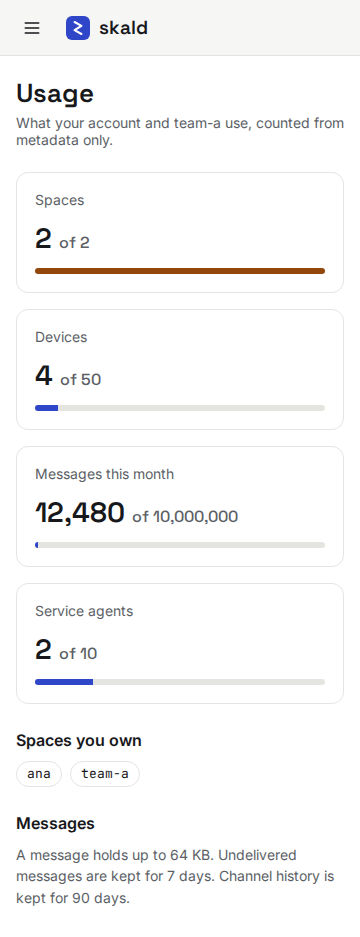 skald
Usage
What your account and team-a use, counted from
metadata only.
Spaces
2 of 2
Devices
4 of 50
Messages this month
12,480 of 10,000,000
Service agents
2 of 10
Spaces you own
ana team-a
Messages
A message holds up to 64 KB. Undelivered
messages are kept for 7 days. Channel history is
kept for 90 days.